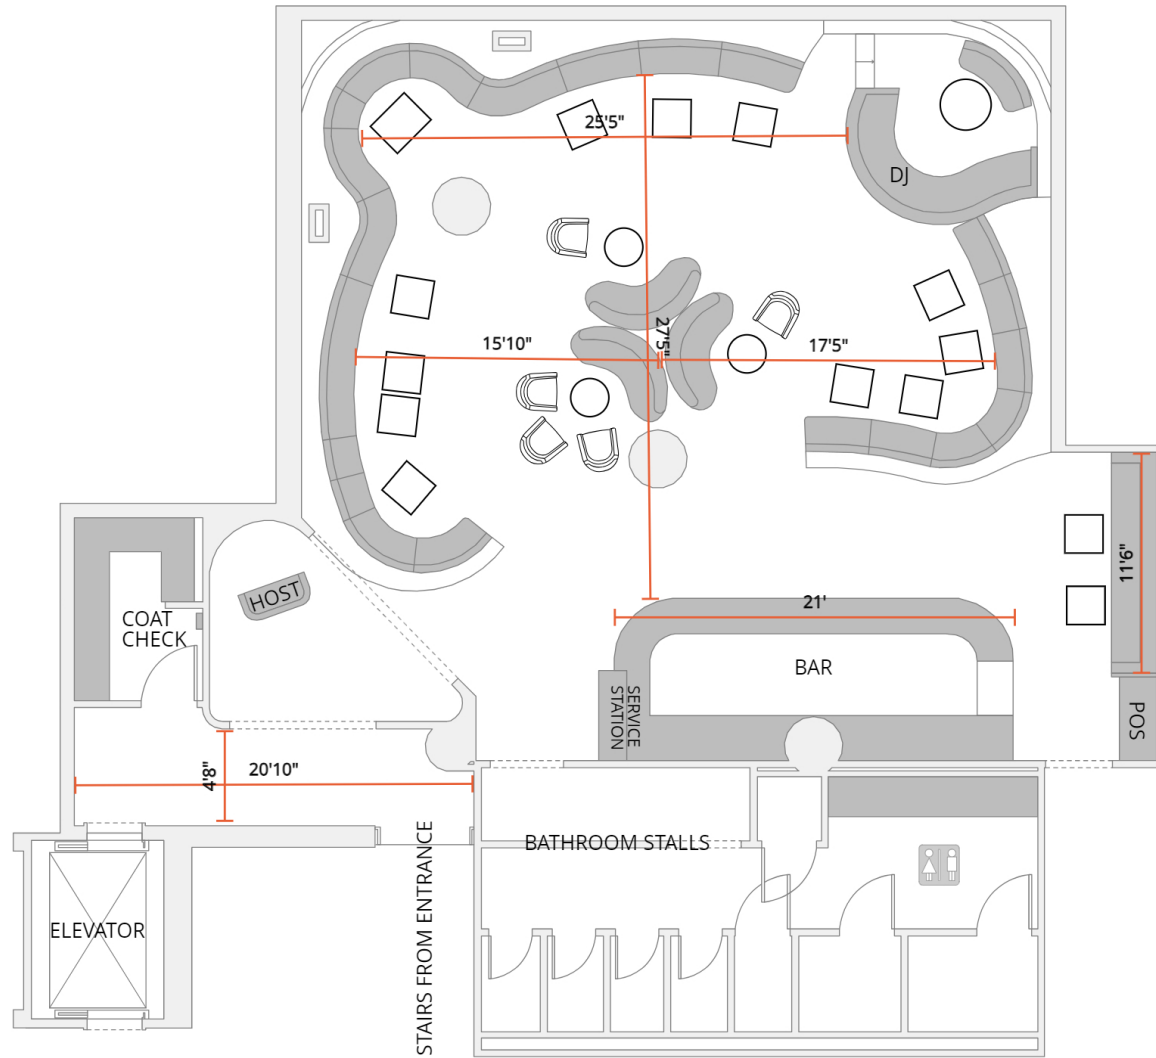 25'5"
DJ
27'5"
15'10"
17'5"
11'6"
HOST
COAT
CHECK
21'
BAR
SERVICE
STATION
POS
4'8"
20'10"
BATHROOM STALLS
STAIRS FROM ENTRANCE
ELEVATOR